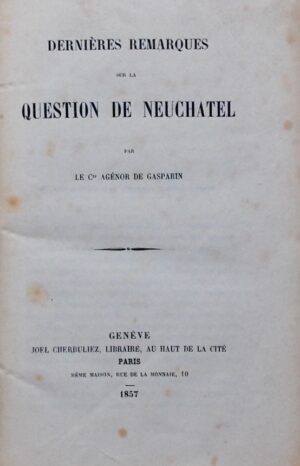 DERNIÈRES REMARQUES
SUR LA
QUESTION DE NEUCHATEL
PAR
LE Cte AGÉNOR DE GASPARIN
GENÈVE
JOEL CHERBULIEZ, LIBRAIRE, AU HAUT DE LA CITÉ
PARIS
MÊME MAISON, RUE DE LA MONNAIE, 10
1857